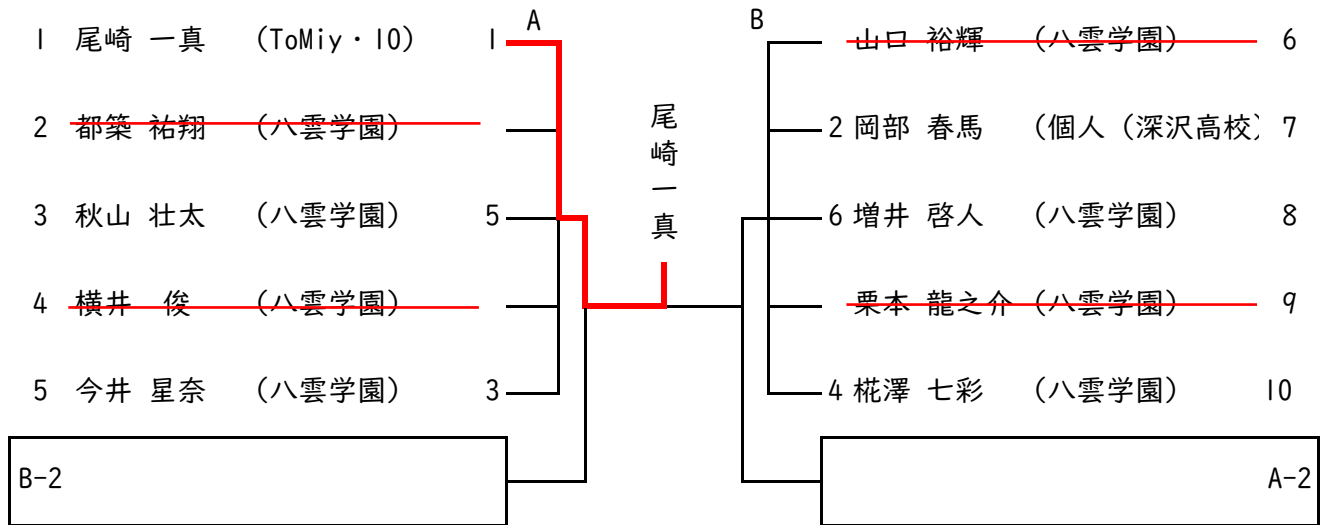 A
B
1 尾崎 一真 (ToMiy・10) 1
山口 裕輝 (八雲学園) 6
2 都築 祐翔 (八雲学園)
2 岡部 春馬 (個人 (深沢高校) 7
3 秋山 壮太 (八雲学園) 5
6 増井 啓人 (八雲学園) 8
4 横井 俊 (八雲学園)
栗本 龍之介 (八雲学園) 9
5 今井 星奈 (八雲学園) 3
4 椛澤 七彩 (八雲学園) 10
尾崎一真
B-2
A-2